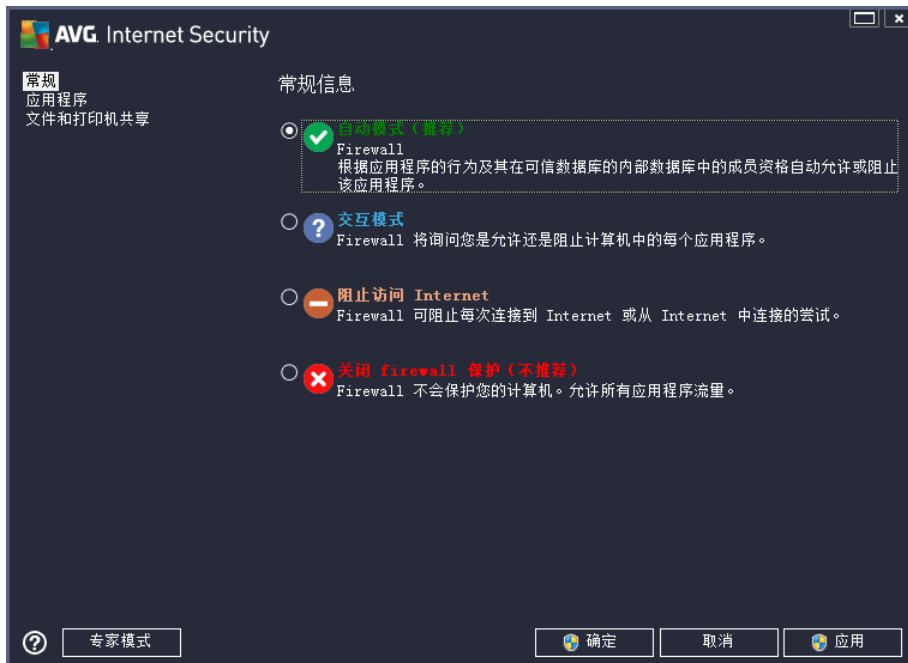 AVG. Internet Security
常规
应用程序
文件和打印机共享
常规信息
自动模式（推荐）
Firewall
根据应用程序的行为及其在可信数据库的内部数据库中的成员资格自动允许或阻止
该应用程序。
交互模式
Firewall 将询问您是允许还是阻止计算机中的每个应用程序。
阻止访问 Internet
Firewall 可阻止每次连接到 Internet 或从 Internet 中连接的尝试。
关闭 firewall 保护（不推荐）
Firewall 不会保护您的计算机。允许所有应用程序流量。
专家模式
确定
取消
应用